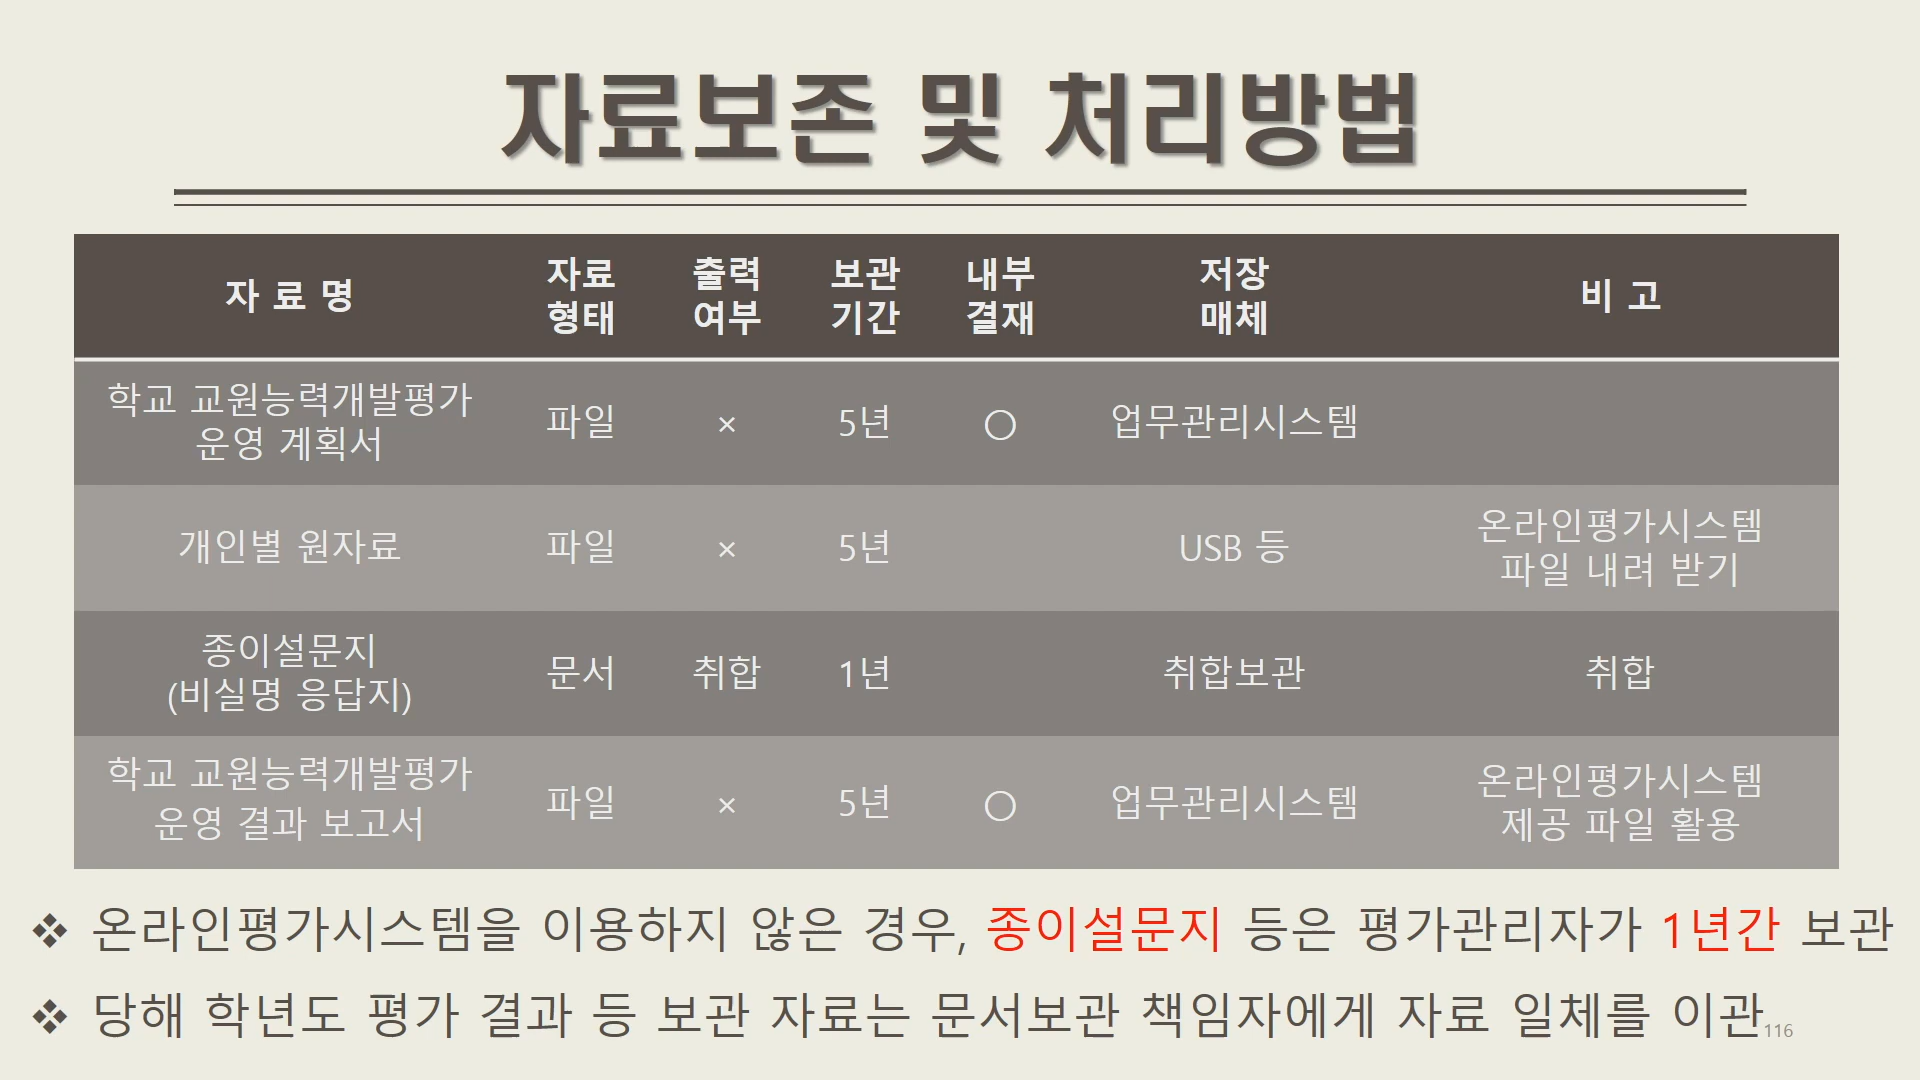 자료보존 및 처리방법
자 료 명 자료 형태 출력 여부 보관 기간 내부 결재 저장 매체 비 고
학교 교원능력개발평가 운영 계획서 파일 × 5년 ○ 업무관리시스템
개인별 원자료 파일 × 5년 USB 등 온라인평가시스템 파일 내려 받기
종이설문지 (비실명 응답지) 문서 취합 1년 취합보관 취합
학교 교원능력개발평가 운영 결과 보고서 파일 × 5년 ○ 업무관리시스템 온라인평가시스템 제공 파일 활용
❖ 온라인평가시스템을 이용하지 않은 경우, 종이설문지 등은 평가관리자가 1년간 보관
❖ 당해 학년도 평가 결과 등 보관 자료는 문서보관 책임자에게 자료 일체를 이관
116